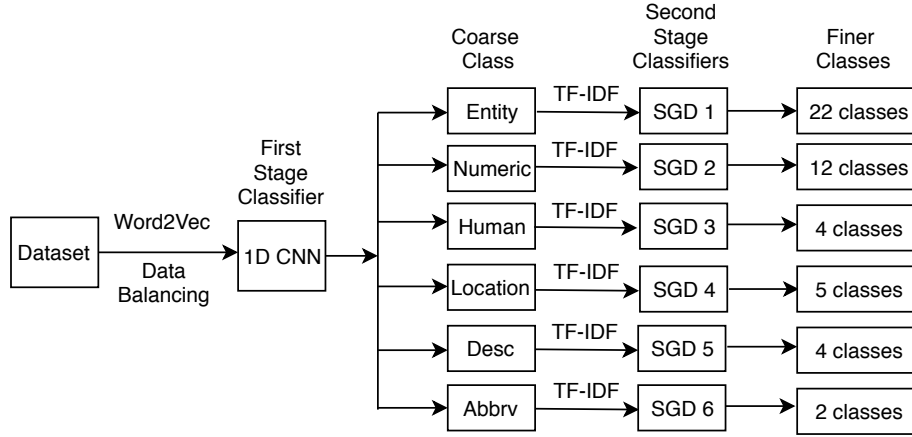 Coarse
Class
Second
Stage
Classifiers
Finer
Classes
Entity
TF-IDF
SGD 1
22 classes
First
Stage
Classifier
Numeric
TF-IDF
SGD 2
12 classes
Dataset
Word2Vec
Data
Balancing
1D CNN
Human
TF-IDF
SGD 3
4 classes
Location
TF-IDF
SGD 4
5 classes
Desc
TF-IDF
SGD 5
4 classes
Abbrv
TF-IDF
SGD 6
2 classes